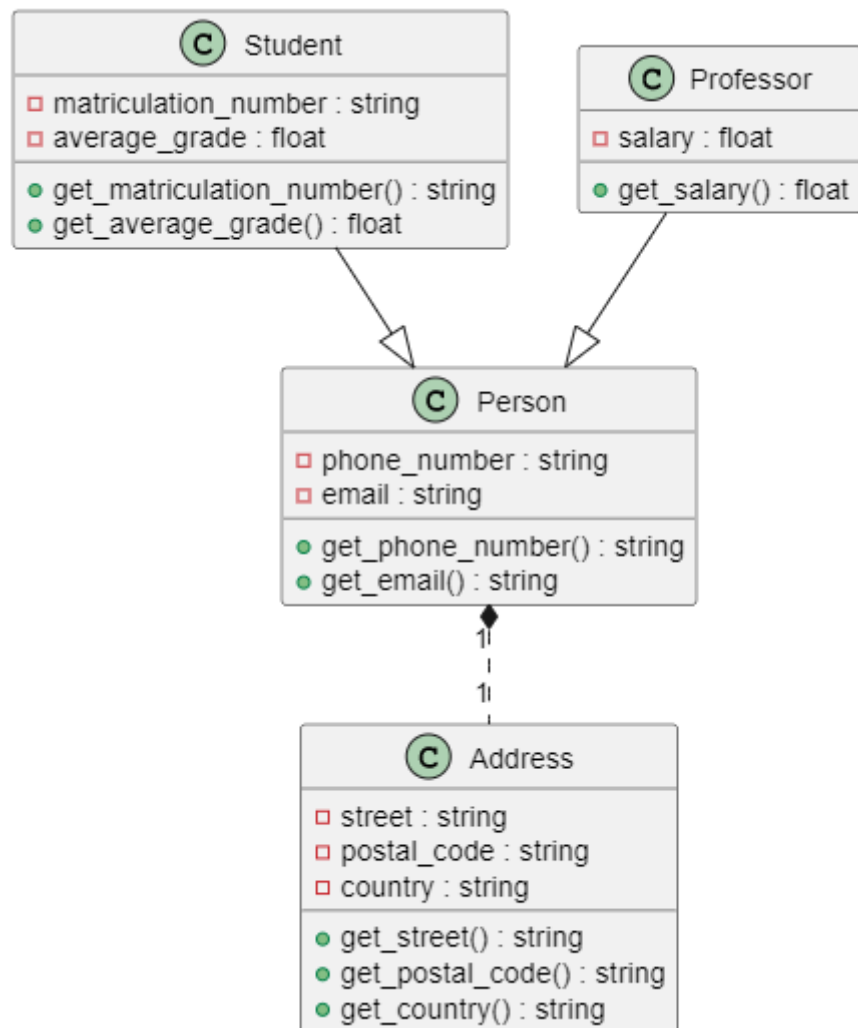 C Student
matriculation_number : string
average_grade : float
get_matriculation_number() : string
get_average_grade() : float
C Professor
salary : float
get_salary() : float
C Person
phone_number : string
email : string
get_phone_number() : string
get_email() : string
1
1
C Address
street : string
postal_code : string
country : string
get_street() : string
get_postal_code() : string
get_country() : string